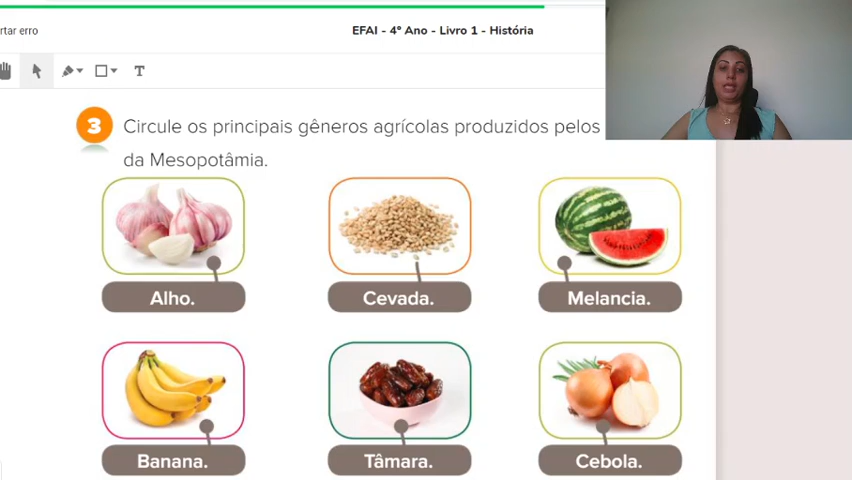 rtar erro
EFAI - 4º Ano - Livro 1 - História
T
3 Circule os principais gêneros agrícolas produzidos pelos
da Mesopotâmia.
Alho. Cevada. Melancia.
Banana. Tâmara. Cebola.